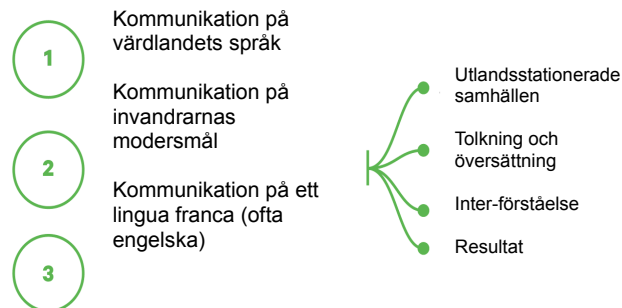 1
Kommunikation på
värdlandets språk
2
Kommunikation på
invandrarnas
modersmål
3
Kommunikation på ett
lingua franca (ofta
engelska)
Utlandsstationerade
samhällen
Tolkning och
översättning
Inter-förståelse
Resultat